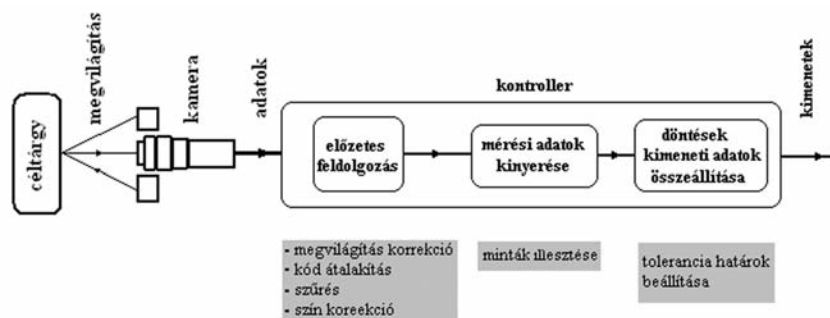 céltárgy
megvilágítás
kamera
adatok
kontroller
előzetes
feldolgozás
mérési adatok
kinyerése
döntések
kimeneti adatok
összeállítása
kimenetek
- megvilágítás korrekció
- kód átalakítás
- szűrés
- szín koreekció
minták illesztése
tolerancia határok
beállítása